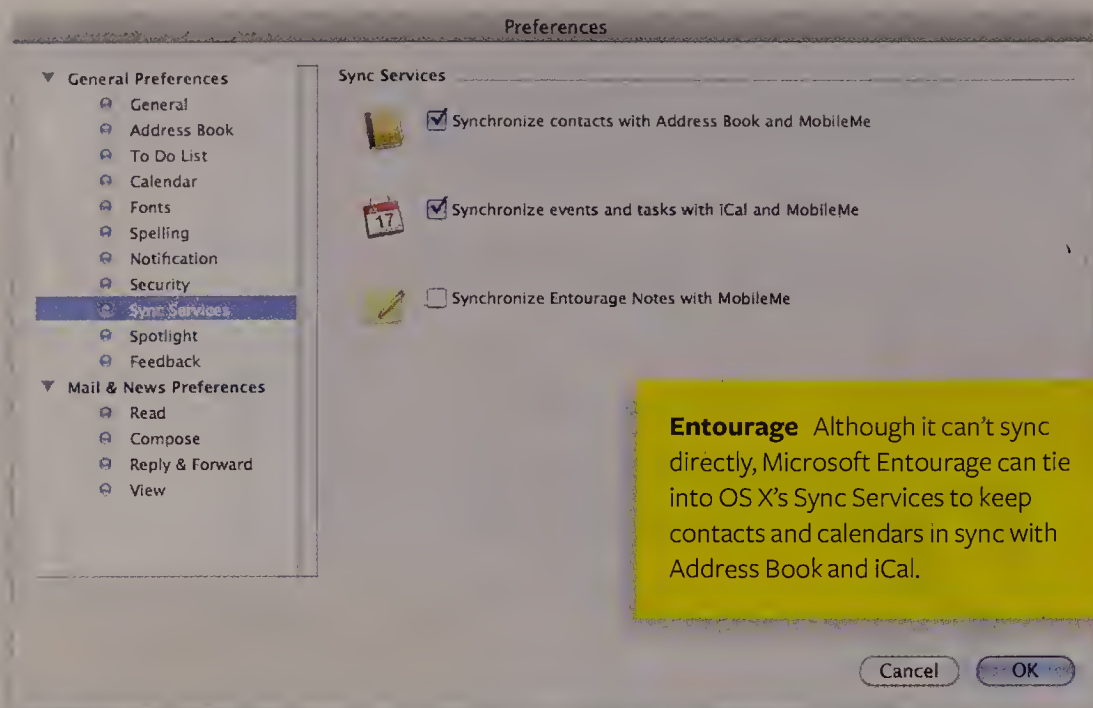 Preferences
General Preferences
General
Address Book
To Do List
Calendar
Fonts
Spelling
Notification
Security
Sync Services
Spotlight
Feedback
Mail & News Preferences
Read
Compose
Reply & Forward
View
Sync Services
Synchronize contacts with Address Book and MobileMe
17
Synchronize events and tasks with iCal and MobileMe
Synchronize Entourage Notes with MobileMe
Entourage Although it can't sync
directly, Microsoft Entourage can tie
into OS X's Sync Services to keep
contacts and calendars in sync with
Address Book and iCal.
Cancel
OK